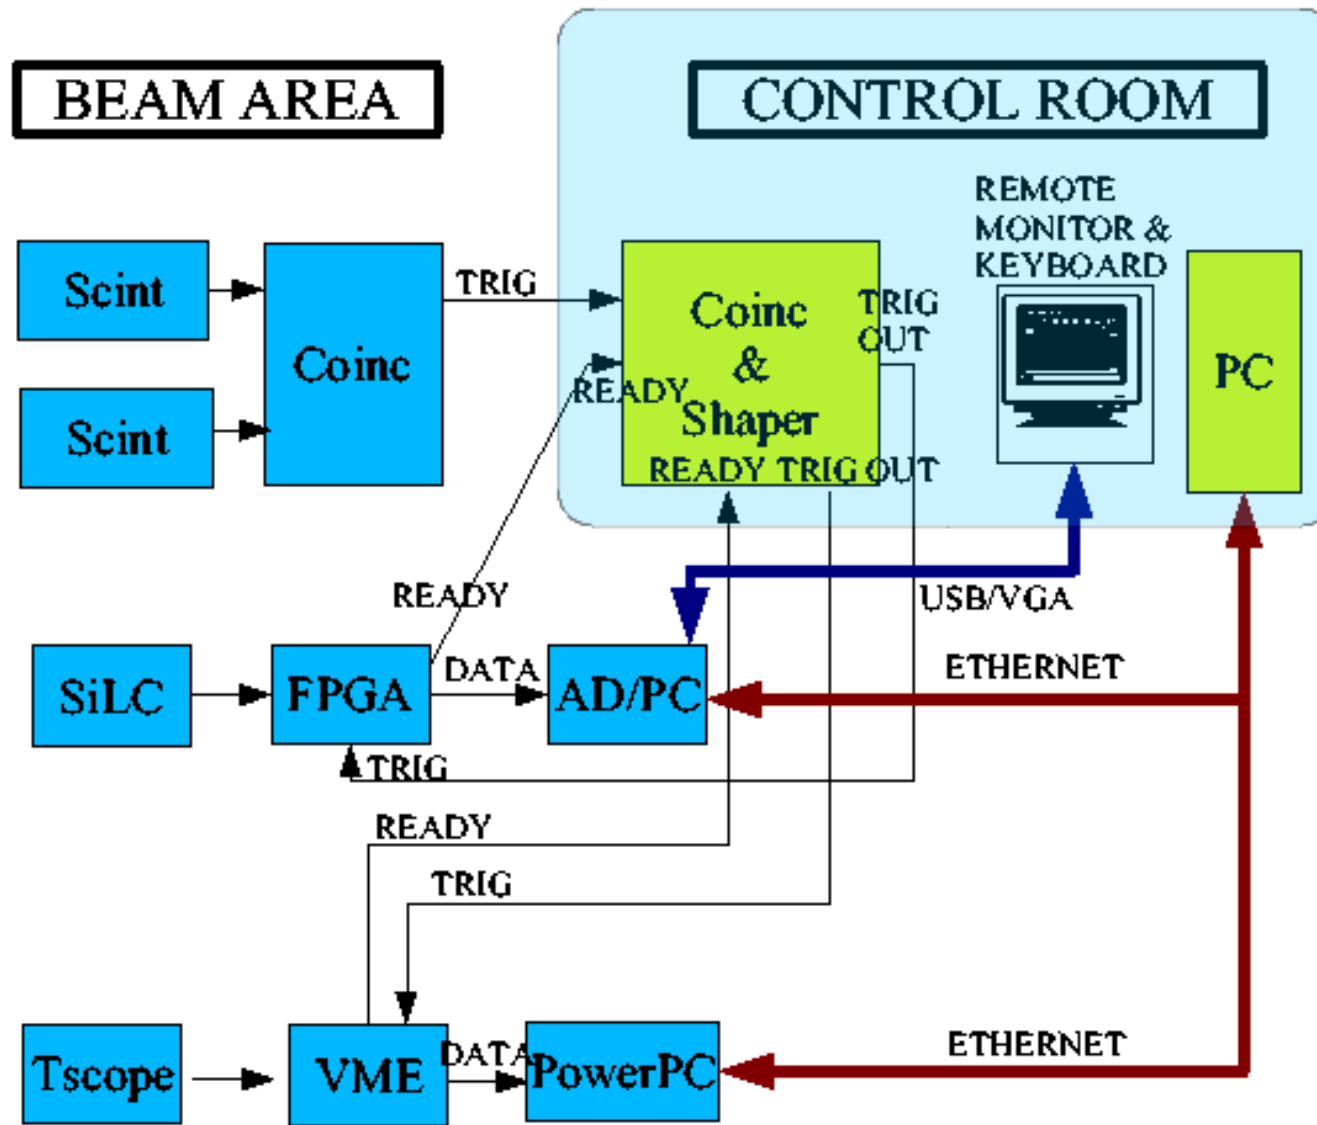 BEAM AREA
CONTROL ROOM
REMOTE
MONITOR &
KEYBOARD
Scint
Coinc
TRIG
Coinc
&
Shaper
TRIG
OUT
PC
READY
Scint
READY TRIG OUT
READY
USB/VGA
SiLC
FPGA
DATA
AD/PC
ETHERNET
TRIG
READY
TRIG
Tscope
VME
DATA
PowerPC
ETHERNET